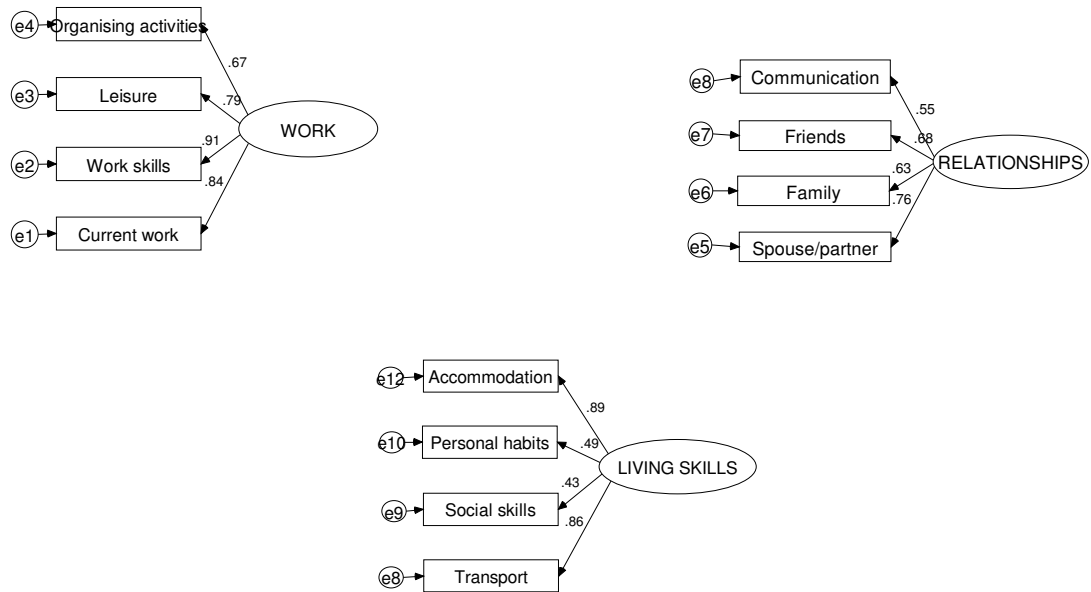 e4
Organising activities
.67
e3
Leisure
.79
WORK
.91
e2
Work skills
.84
e1
Current work
e8
Communication
.55
e7
Friends
.68
RELATIONSHIPS
.63
e6
Family
.76
e5
Spouse/partner
e12
Accommodation
.89
e10
Personal habits
.49
LIVING SKILLS
.43
e9
Social skills
.86
e8
Transport